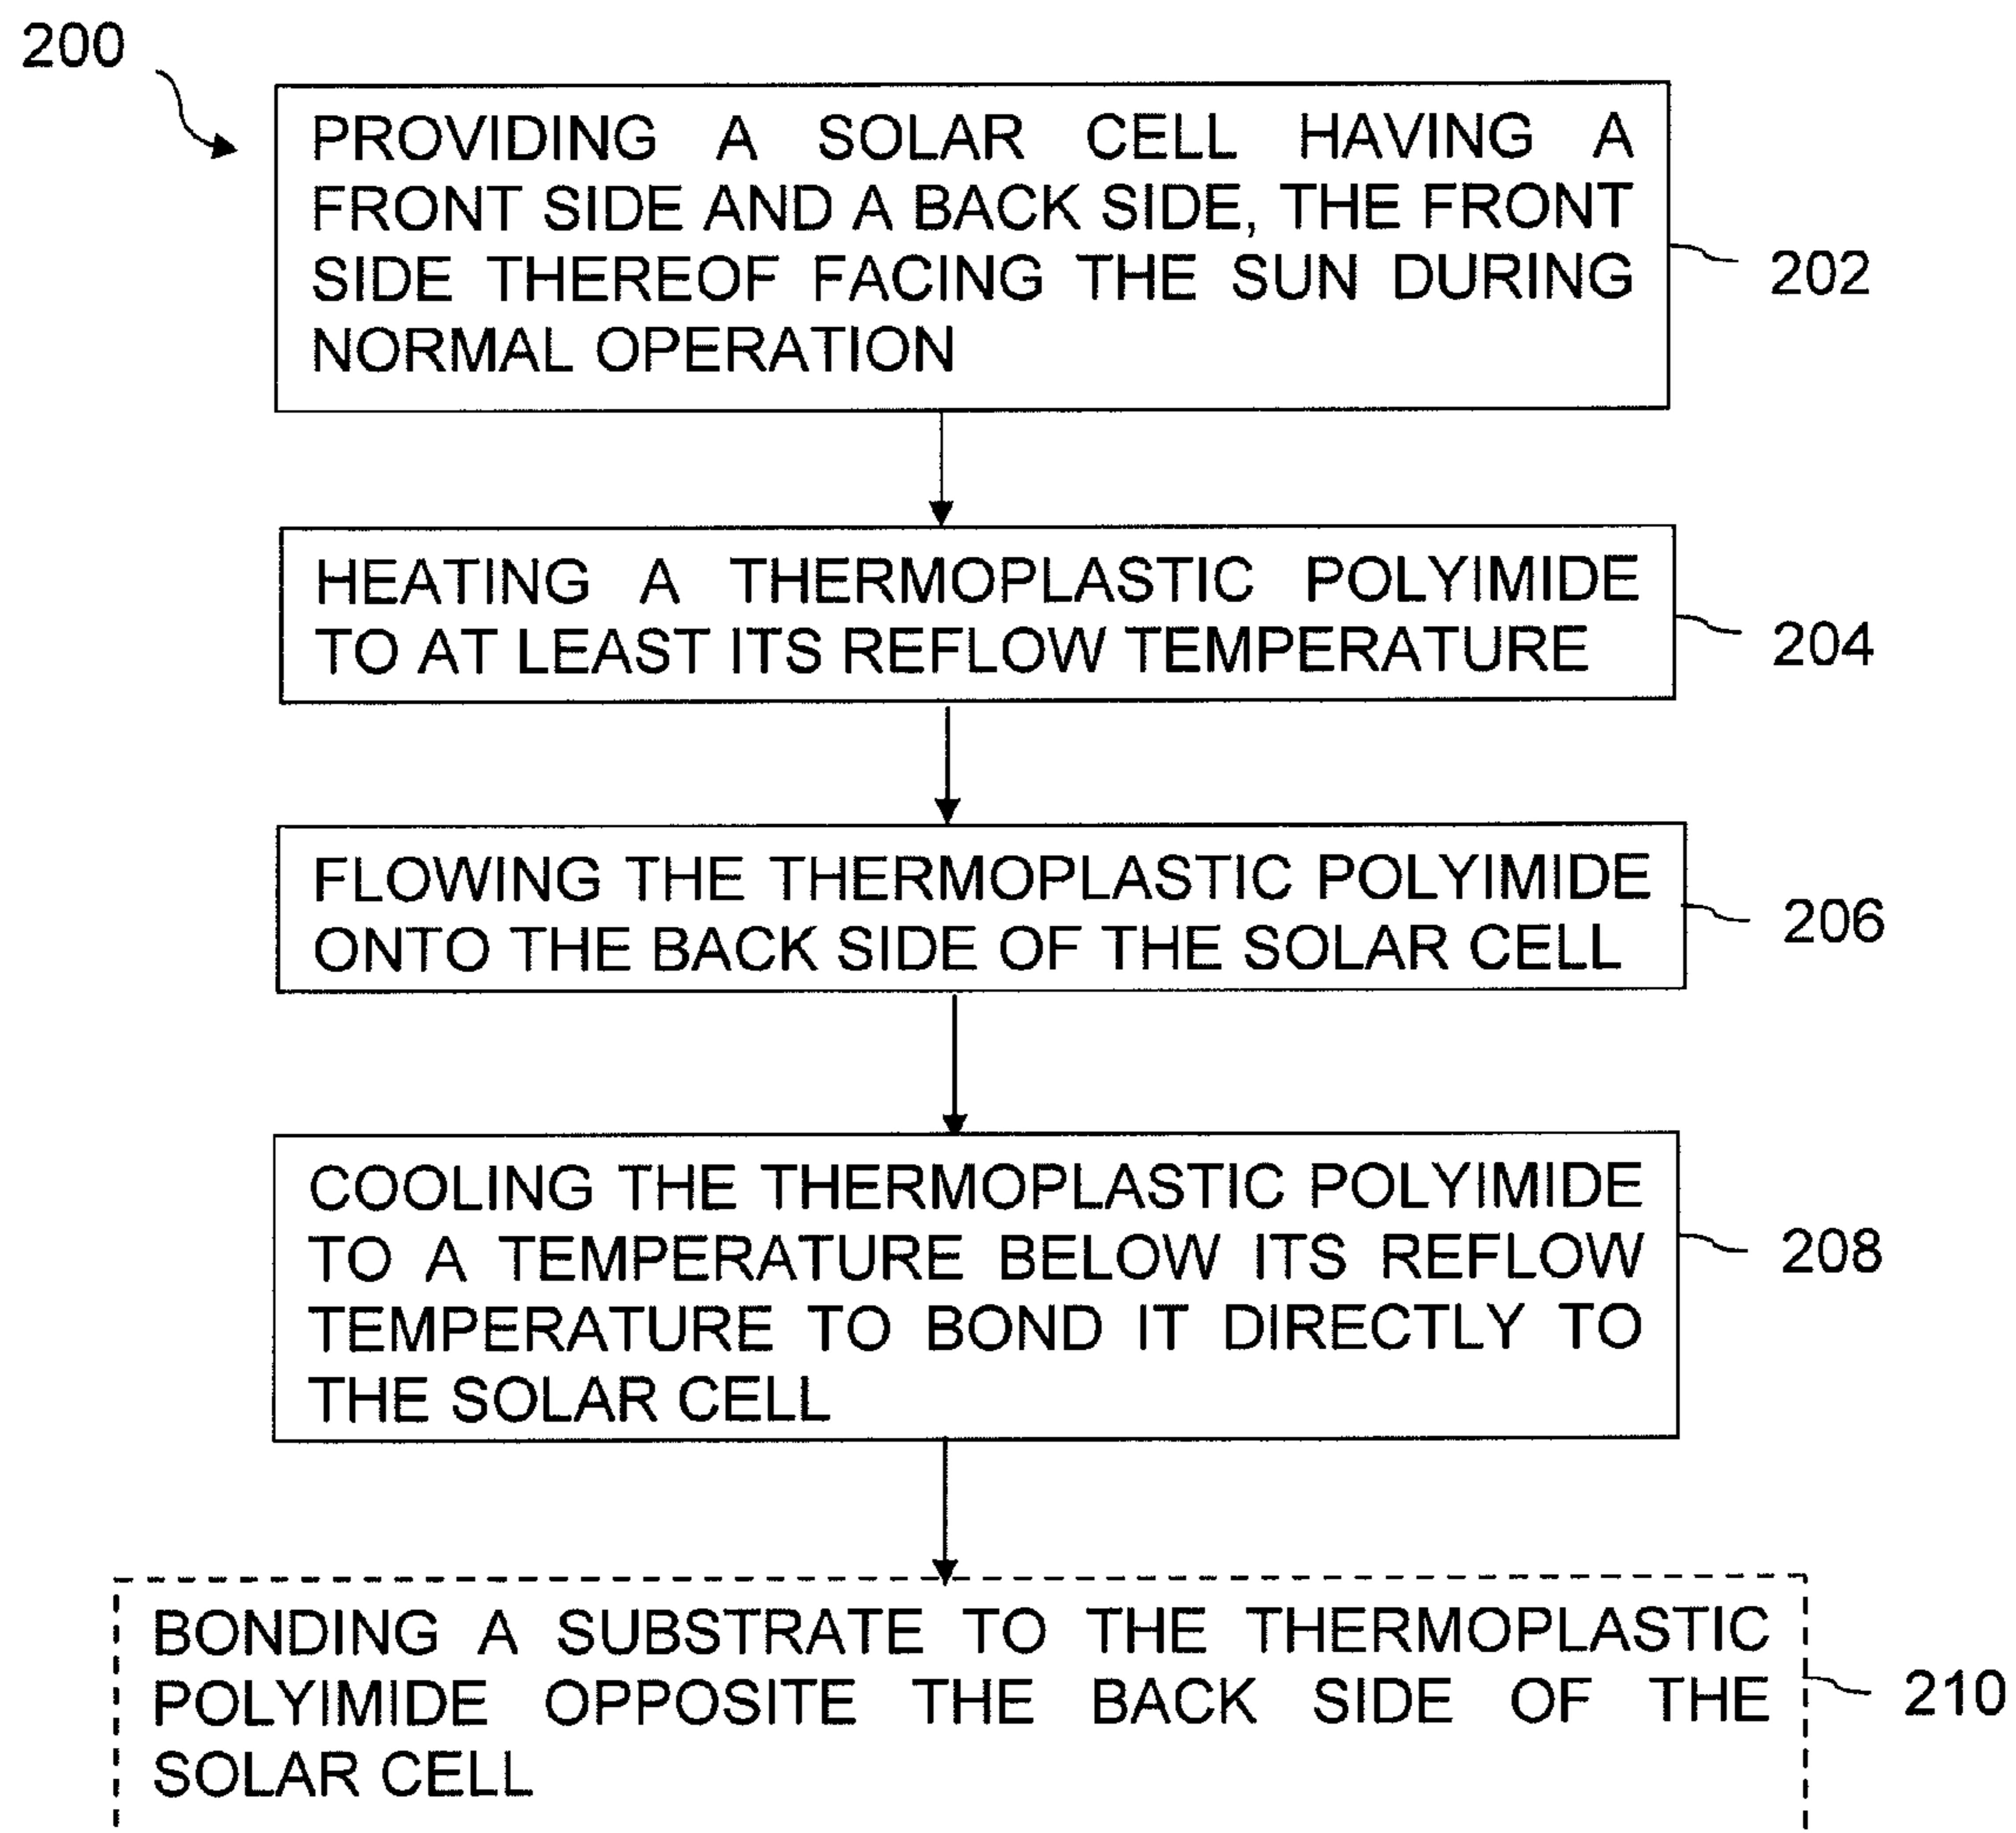 200
PROVIDING A SOLAR CELL HAVING A
FRONT SIDE AND A BACK SIDE, THE FRONT
SIDE THEREOF FACING THE SUN DURING
NORMAL OPERATION
202
HEATING A THERMOPLASTIC POLYIMIDE
TO AT LEAST ITS REFLOW TEMPERATURE
204
FLOWING THE THERMOPLASTIC POLYIMIDE
ONTO THE BACK SIDE OF THE SOLAR CELL
206
COOLING THE THERMOPLASTIC POLYIMIDE
TO A TEMPERATURE BELOW ITS REFLOW
TEMPERATURE TO BOND IT DIRECTLY TO
THE SOLAR CELL
208
BONDING A SUBSTRATE TO THE THERMOPLASTIC
POLYIMIDE OPPOSITE THE BACK SIDE OF THE
SOLAR CELL
210